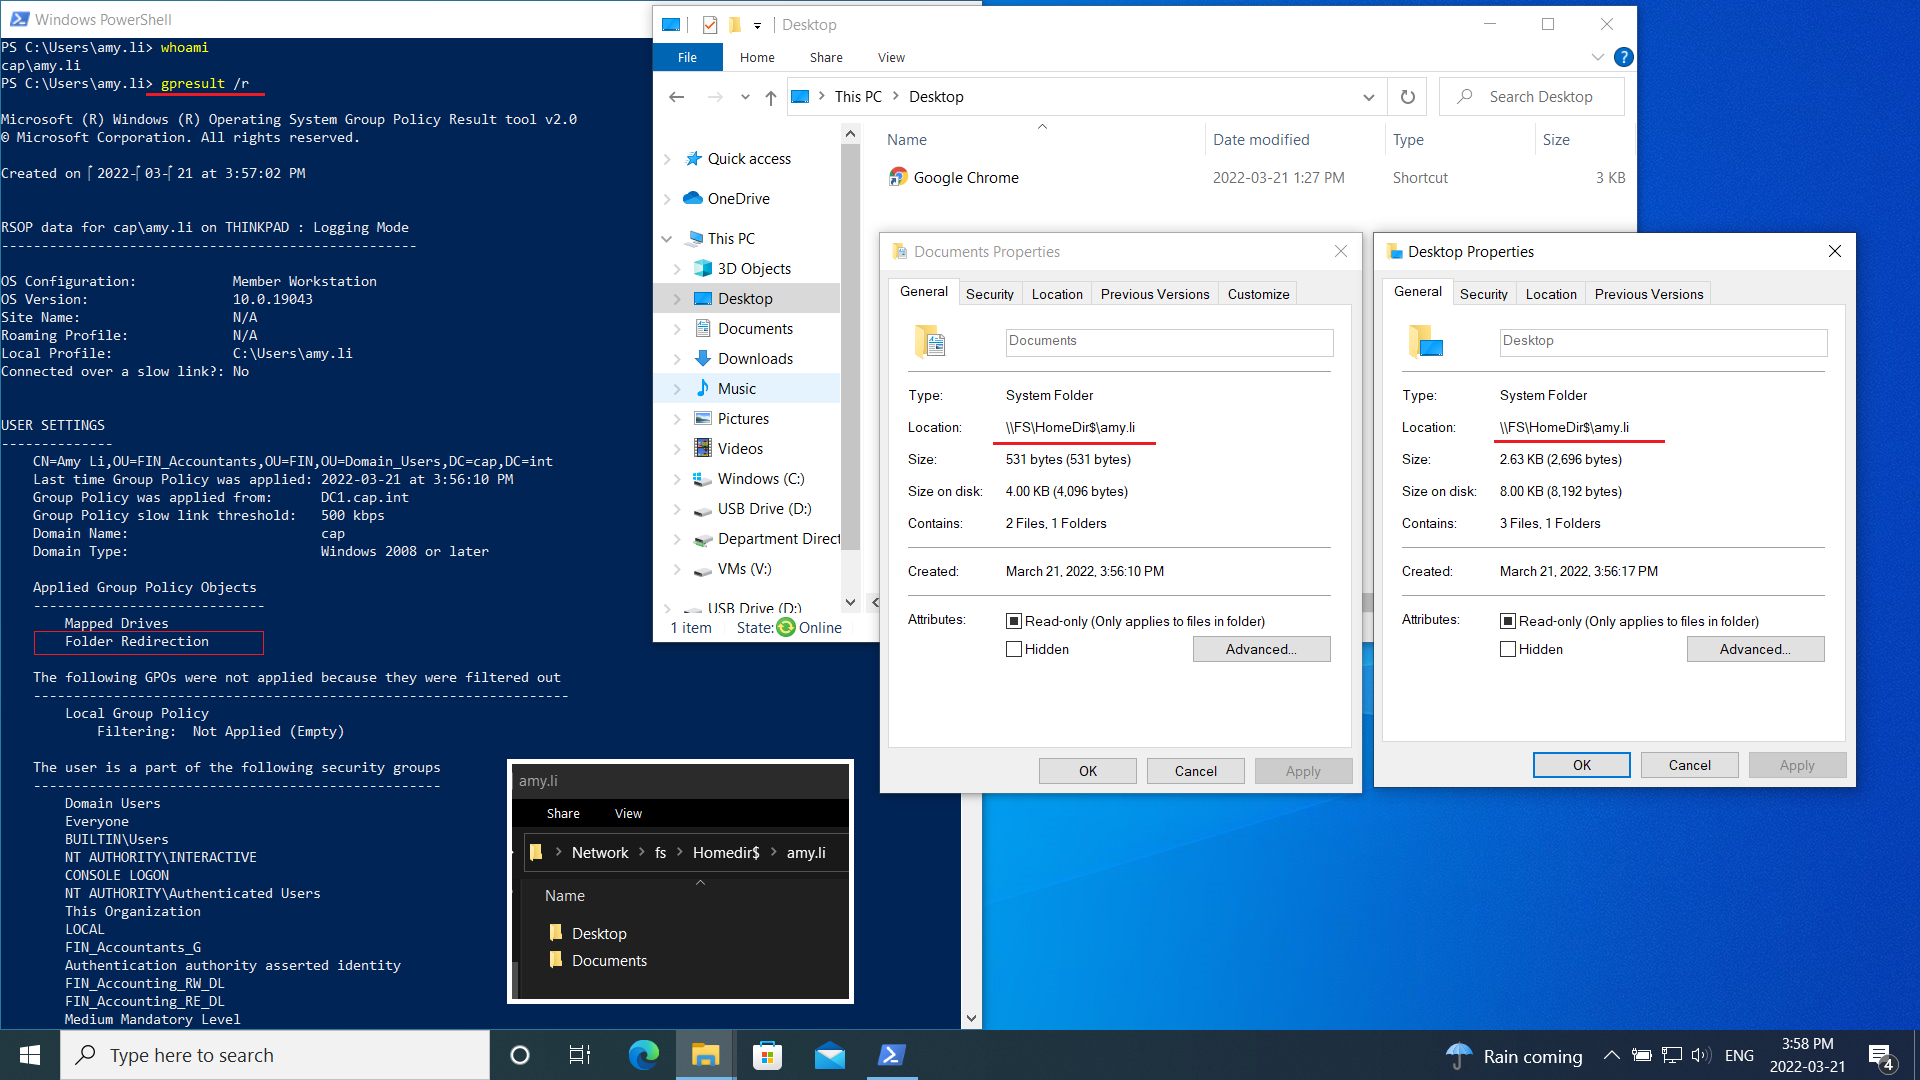 Windows PowerShell
PS C:\Users\amy.li> whoami
cap\amy.li
PS C:\Users\amy.li> gpresult /r
Microsoft (R) Windows (R) Operating System Group Policy Result tool v2.0
© Microsoft Corporation. All rights reserved.
Created on 2022-03-21 at 3:57:02 PM
RSOP data for cap\amy.li on THINKPAD : Logging Mode
----------------------------------------------------
OS Configuration: Member Workstation
OS Version: 10.0.19043
Site Name: N/A
Roaming Profile: N/A
Local Profile: C:\Users\amy.li
Connected over a slow link?: No
USER SETTINGS
--------------
CN=Amy Li,OU=FIN_Accountants,OU=FIN,OU=Domain_Users,DC=cap,DC=int
Last time Group Policy was applied: 2022-03-21 at 3:56:10 PM
Group Policy was applied from: DC1.cap.int
Group Policy slow link threshold: 500 kbps
Domain Name: cap
Domain Type: Windows 2008 or later
Applied Group Policy Objects
-----------------------------
Mapped Drives
Folder Redirection
The following GPOs were not applied because they were filtered out
-------------------------------------------------------------------
Local Group Policy
Filtering: Not Applied (Empty)
The user is a part of the following security groups
---------------------------------------------------
Domain Users
Everyone
BUILTIN\Users
NT AUTHORITY\INTERACTIVE
CONSOLE LOGON
NT AUTHORITY\Authenticated Users
This Organization
LOCAL
FIN_Accountants_G
Authentication authority asserted identity
FIN_Accounting_RW_DL
FIN_Accounting_RE_DL
Medium Mandatory Level
amy.li
Share View
Network > fs > Homedir$ > amy.li
Name
Desktop
Documents
Desktop
File Home Share View
This PC > Desktop
Search Desktop
Name Date modified Type Size
Google Chrome 2022-03-21 1:27 PM Shortcut 3 KB
Quick access
OneDrive
This PC
3D Objects
Desktop
Documents
Downloads
Music
Pictures
Videos
Windows (C:)
USB Drive (D:)
Department Direct
VMs (V:)
USB Drive (D:)
1 item State: Online
Documents Properties
General Security Location Previous Versions Customize
Documents
Type: System Folder
Location: \\FS\HomeDir$\amy.li
Size: 531 bytes (531 bytes)
Size on disk: 4.00 KB (4,096 bytes)
Contains: 2 Files, 1 Folders
Created: March 21, 2022, 3:56:10 PM
Attributes: Read-only (Only applies to files in folder)
Hidden Advanced...
OK Cancel Apply
Desktop Properties
General Security Location Previous Versions
Desktop
Type: System Folder
Location: \\FS\HomeDir$\amy.li
Size: 2.63 KB (2,696 bytes)
Size on disk: 8.00 KB (8,192 bytes)
Contains: 3 Files, 1 Folders
Created: March 21, 2022, 3:56:17 PM
Attributes: Read-only (Only applies to files in folder)
Hidden Advanced...
OK Cancel Apply
Type here to search
Rain coming
ENG
3:58 PM
2022-03-21
4